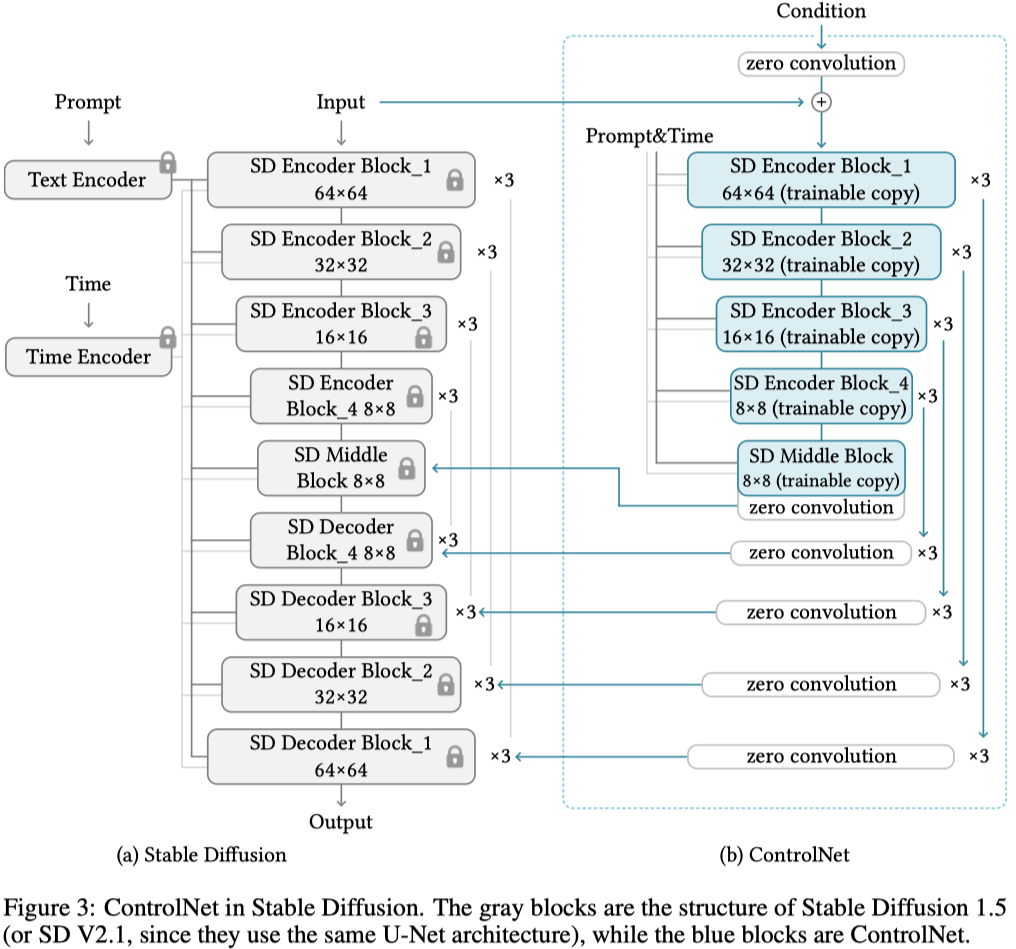 Condition
zero convolution
Prompt
Input
+
Prompt&Time
Text Encoder
SD Encoder Block_1
64×64
×3
SD Encoder Block_1
64×64 (trainable copy)
×3
SD Encoder Block_2
32×32
×3
SD Encoder Block_2
32×32 (trainable copy)
×3
Time
Time Encoder
SD Encoder Block_3
16×16
×3
SD Encoder Block_3
16×16 (trainable copy)
×3
SD Encoder
Block_4 8×8
×3
SD Encoder Block_4
8×8 (trainable copy)
×3
SD Middle
Block 8×8
SD Middle Block
8×8 (trainable copy)
zero convolution
SD Decoder
Block_4 8×8
×3
zero convolution
×3
SD Decoder Block_3
16×16
×3
zero convolution
×3
SD Decoder Block_2
32×32
×3
zero convolution
×3
SD Decoder Block_1
64×64
×3
zero convolution
×3
Output
(a) Stable Diffusion
(b) ControlNet
Figure 3: ControlNet in Stable Diffusion. The gray blocks are the structure of Stable Diffusion 1.5
(or SD V2.1, since they use the same U-Net architecture), while the blue blocks are ControlNet.